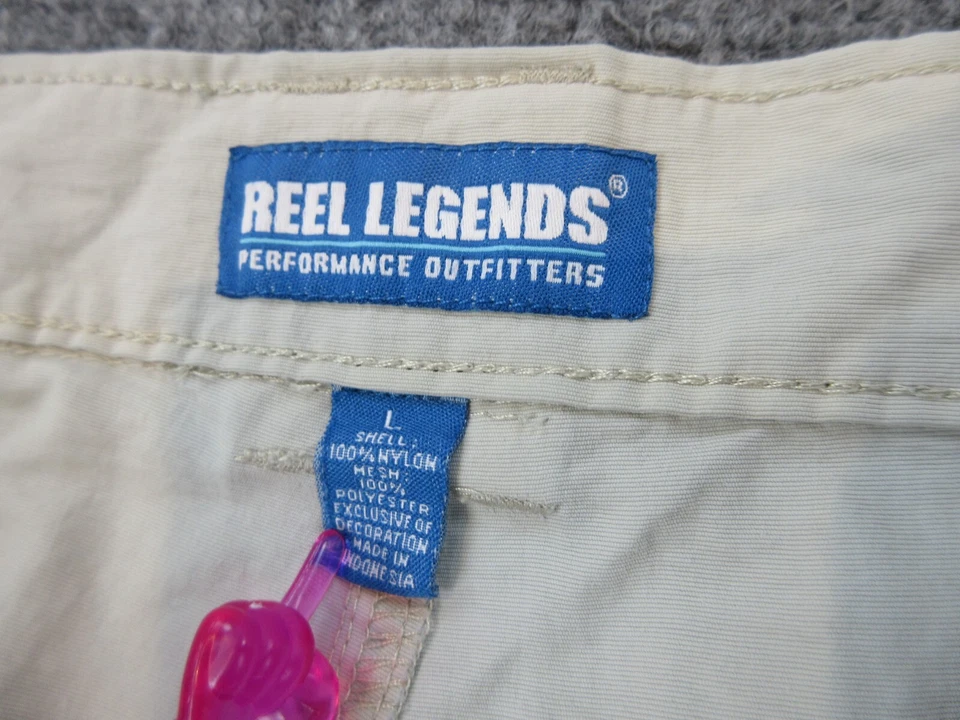 REEL LEGENDS®
PERFORMANCE OUTFITTERS
L
SHELL:
100% NYLON
MESH:
100%
POLYESTER
EXCLUSIVE OF
DECORATION
MADE IN
INDONESIA